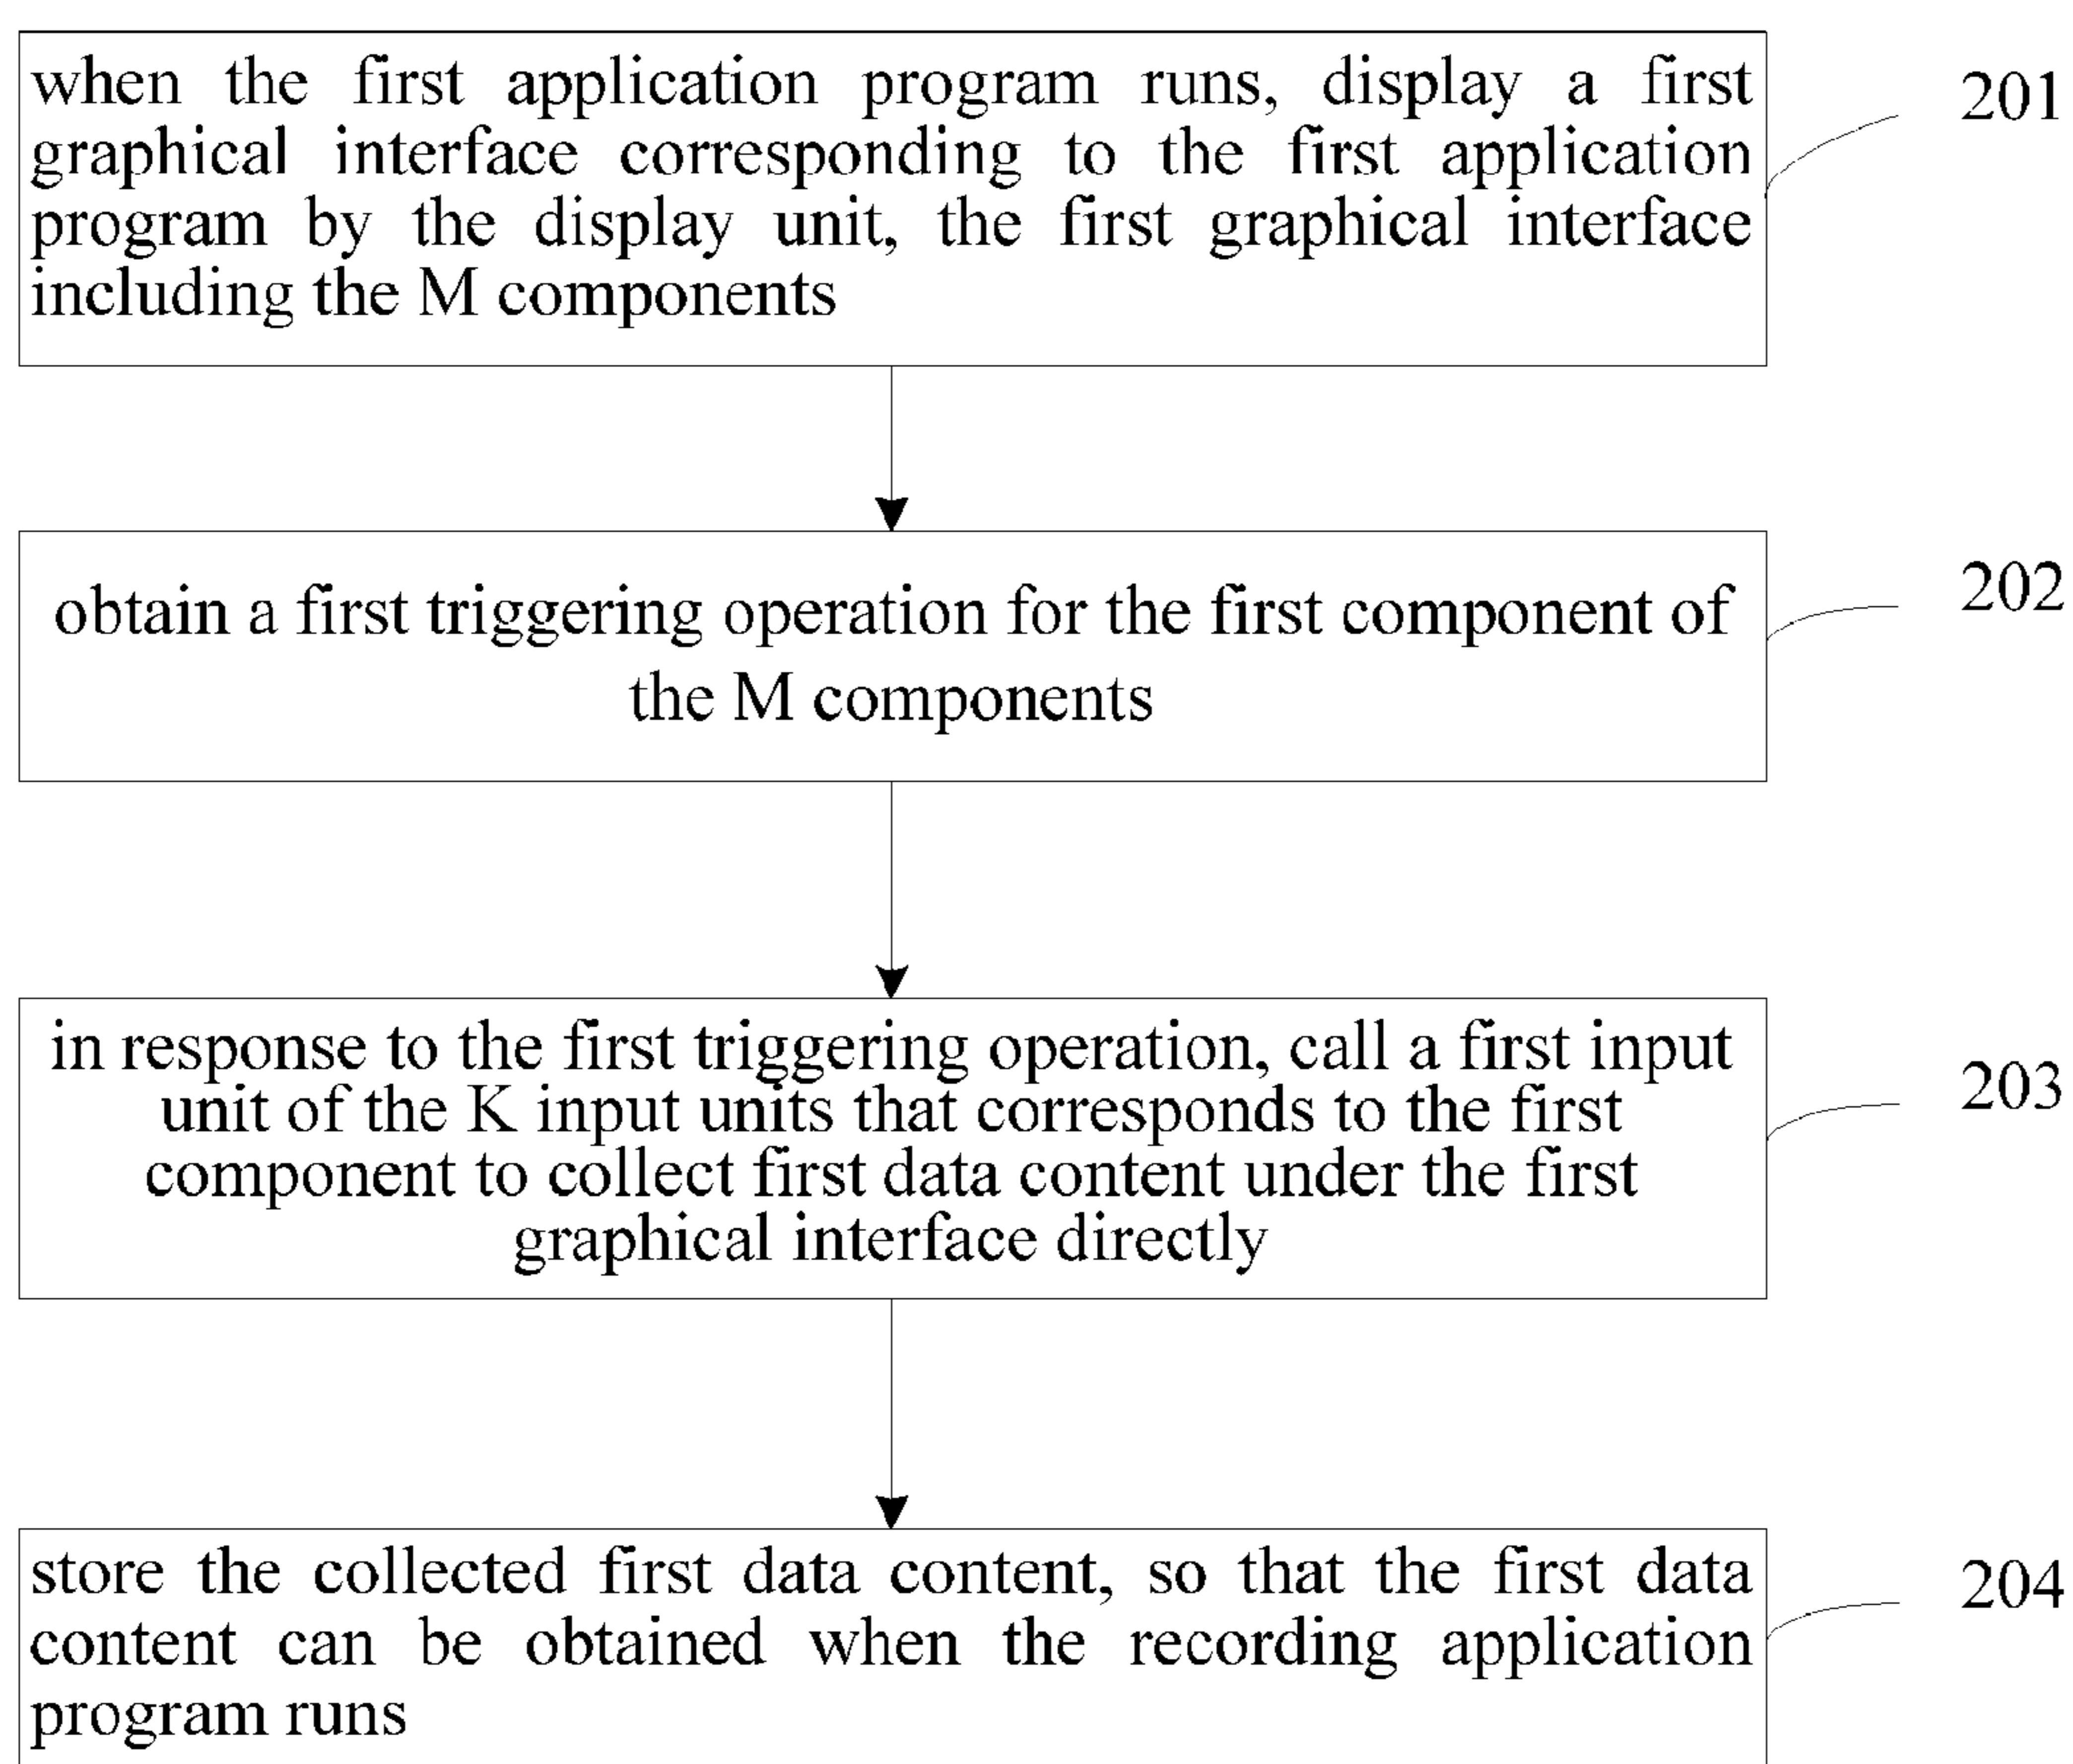 when the first application program runs, display a first
graphical interface corresponding to the first application
program by the display unit, the first graphical interface
including the M components
201
obtain a first triggering operation for the first component of
the M components
202
in response to the first triggering operation, call a first input
unit of the K input units that corresponds to the first
component to collect first data content under the first
graphical interface directly
203
store the collected first data content, so that the first data
content can be obtained when the recording application
program runs
204